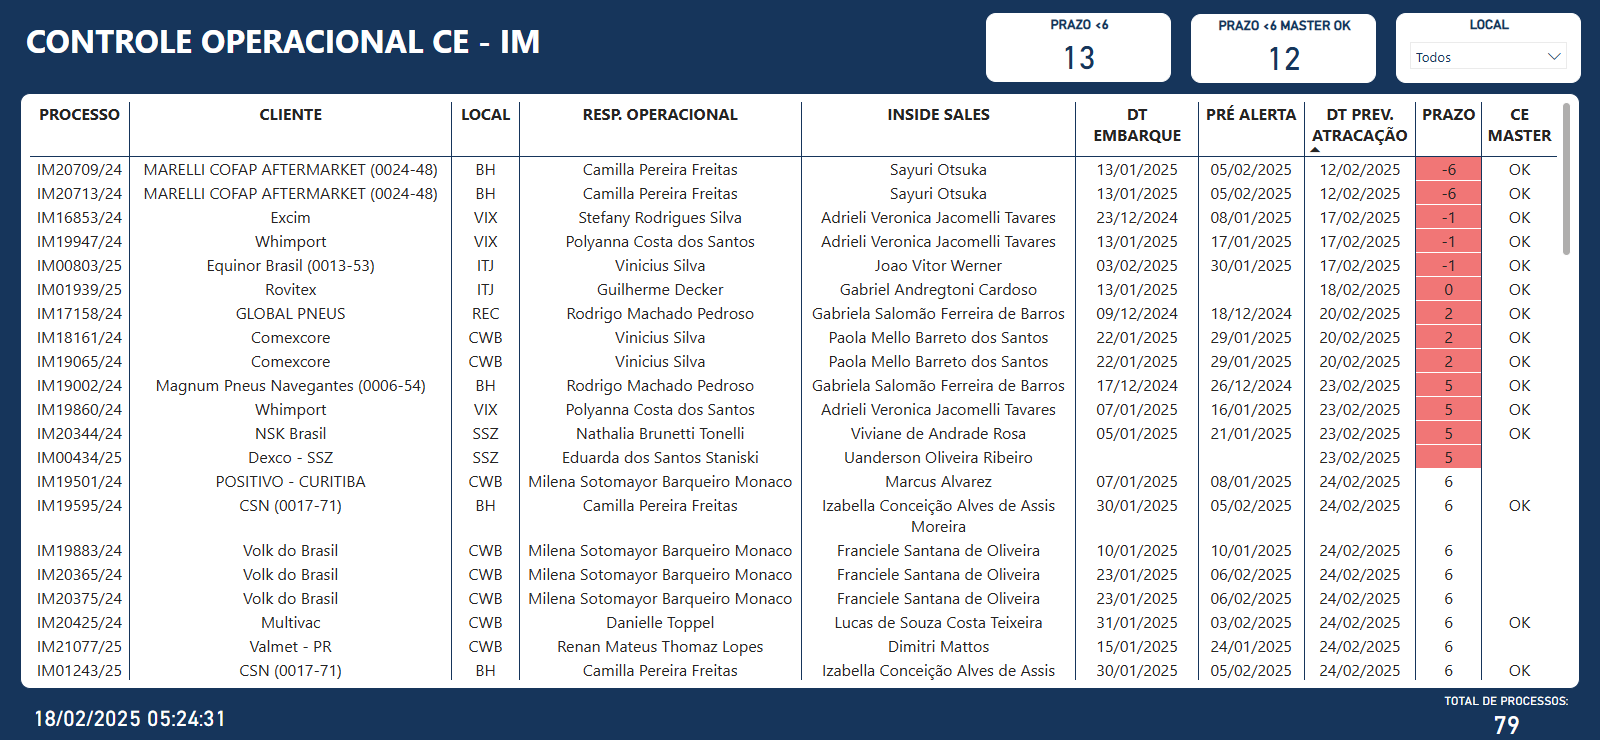 CONTROLE OPERACIONAL CE - IM
PRAZO <6
13
PRAZO <6 MASTER OK
12
LOCAL
Todos
PROCESSO CLIENTE LOCAL RESP. OPERACIONAL INSIDE SALES DT EMBARQUE PRÉ ALERTA DT PREV. ATRACAÇÃO PRAZO CE MASTER
IM20709/24 MARELLI COFAP AFTERMARKET (0024-48) BH Camilla Pereira Freitas Sayuri Otsuka 13/01/2025 05/02/2025 12/02/2025 -6 OK
IM20713/24 MARELLI COFAP AFTERMARKET (0024-48) BH Camilla Pereira Freitas Sayuri Otsuka 13/01/2025 05/02/2025 12/02/2025 -6 OK
IM16853/24 Excim VIX Stefany Rodrigues Silva Adrieli Veronica Jacomelli Tavares 23/12/2024 08/01/2025 17/02/2025 -1 OK
IM19947/24 Whimport VIX Polyanna Costa dos Santos Adrieli Veronica Jacomelli Tavares 13/01/2025 17/01/2025 17/02/2025 -1 OK
IM00803/25 Equinor Brasil (0013-53) ITJ Vinicius Silva Joao Vitor Werner 03/02/2025 30/01/2025 17/02/2025 -1 OK
IM01939/25 Rovitex ITJ Guilherme Decker Gabriel Andregtoni Cardoso 13/01/2025 18/02/2025 0 OK
IM17158/24 GLOBAL PNEUS REC Rodrigo Machado Pedroso Gabriela Salomão Ferreira de Barros 09/12/2024 18/12/2024 20/02/2025 2 OK
IM18161/24 Comexcore CWB Vinicius Silva Paola Mello Barreto dos Santos 22/01/2025 29/01/2025 20/02/2025 2 OK
IM19065/24 Comexcore CWB Vinicius Silva Paola Mello Barreto dos Santos 22/01/2025 29/01/2025 20/02/2025 2 OK
IM19002/24 Magnum Pneus Navegantes (0006-54) BH Rodrigo Machado Pedroso Gabriela Salomão Ferreira de Barros 17/12/2024 26/12/2024 23/02/2025 5 OK
IM19860/24 Whimport VIX Polyanna Costa dos Santos Adrieli Veronica Jacomelli Tavares 07/01/2025 16/01/2025 23/02/2025 5 OK
IM20344/24 NSK Brasil SSZ Nathalia Brunetti Tonelli Viviane de Andrade Rosa 05/01/2025 21/01/2025 23/02/2025 5 OK
IM00434/25 Dexco - SSZ SSZ Eduarda dos Santos Staniski Uanderson Oliveira Ribeiro 23/02/2025 5
IM19501/24 POSITIVO - CURITIBA CWB Milena Sotomayor Barqueiro Monaco Marcus Alvarez 07/01/2025 08/01/2025 24/02/2025 6
IM19595/24 CSN (0017-71) BH Camilla Pereira Freitas Izabella Conceição Alves de Assis Moreira 30/01/2025 05/02/2025 24/02/2025 6 OK
IM19883/24 Volk do Brasil CWB Milena Sotomayor Barqueiro Monaco Franciele Santana de Oliveira 10/01/2025 10/01/2025 24/02/2025 6
IM20365/24 Volk do Brasil CWB Milena Sotomayor Barqueiro Monaco Franciele Santana de Oliveira 23/01/2025 06/02/2025 24/02/2025 6
IM20375/24 Volk do Brasil CWB Milena Sotomayor Barqueiro Monaco Franciele Santana de Oliveira 23/01/2025 06/02/2025 24/02/2025 6
IM20425/24 Multivac CWB Danielle Toppel Lucas de Souza Costa Teixeira 31/01/2025 03/02/2025 24/02/2025 6 OK
IM21077/25 Valmet - PR CWB Renan Mateus Thomaz Lopes Dimitri Mattos 15/01/2025 24/01/2025 24/02/2025 6
IM01243/25 CSN (0017-71) BH Camilla Pereira Freitas Izabella Conceição Alves de Assis 30/01/2025 05/02/2025 24/02/2025 6 OK
18/02/2025 05:24:31
TOTAL DE PROCESSOS:
79